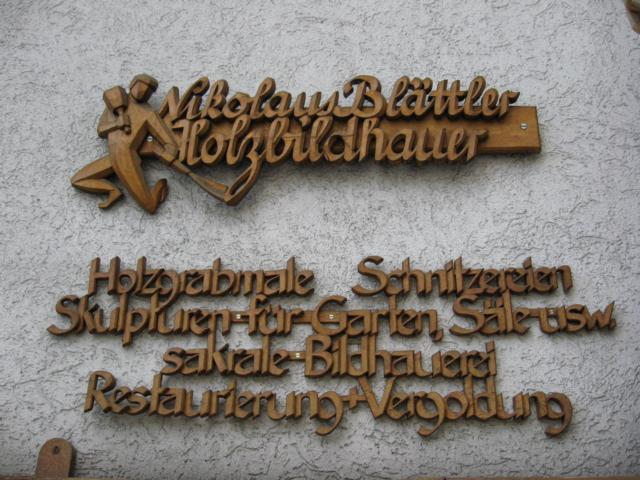 Nikolaus Blättler
Holzbildhauer
Holzgrabmale Schnitzereien
Skulpturen-für-Garten, Säle-usw.
sakrale-Bildhauerei
Restaurierung+Vergoldung